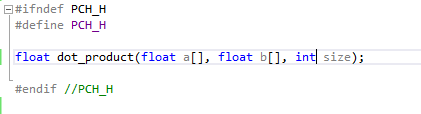 #ifndef PCH_H
#define PCH_H
float dot_product(float a[], float b[], int size);
#endif //PCH_H